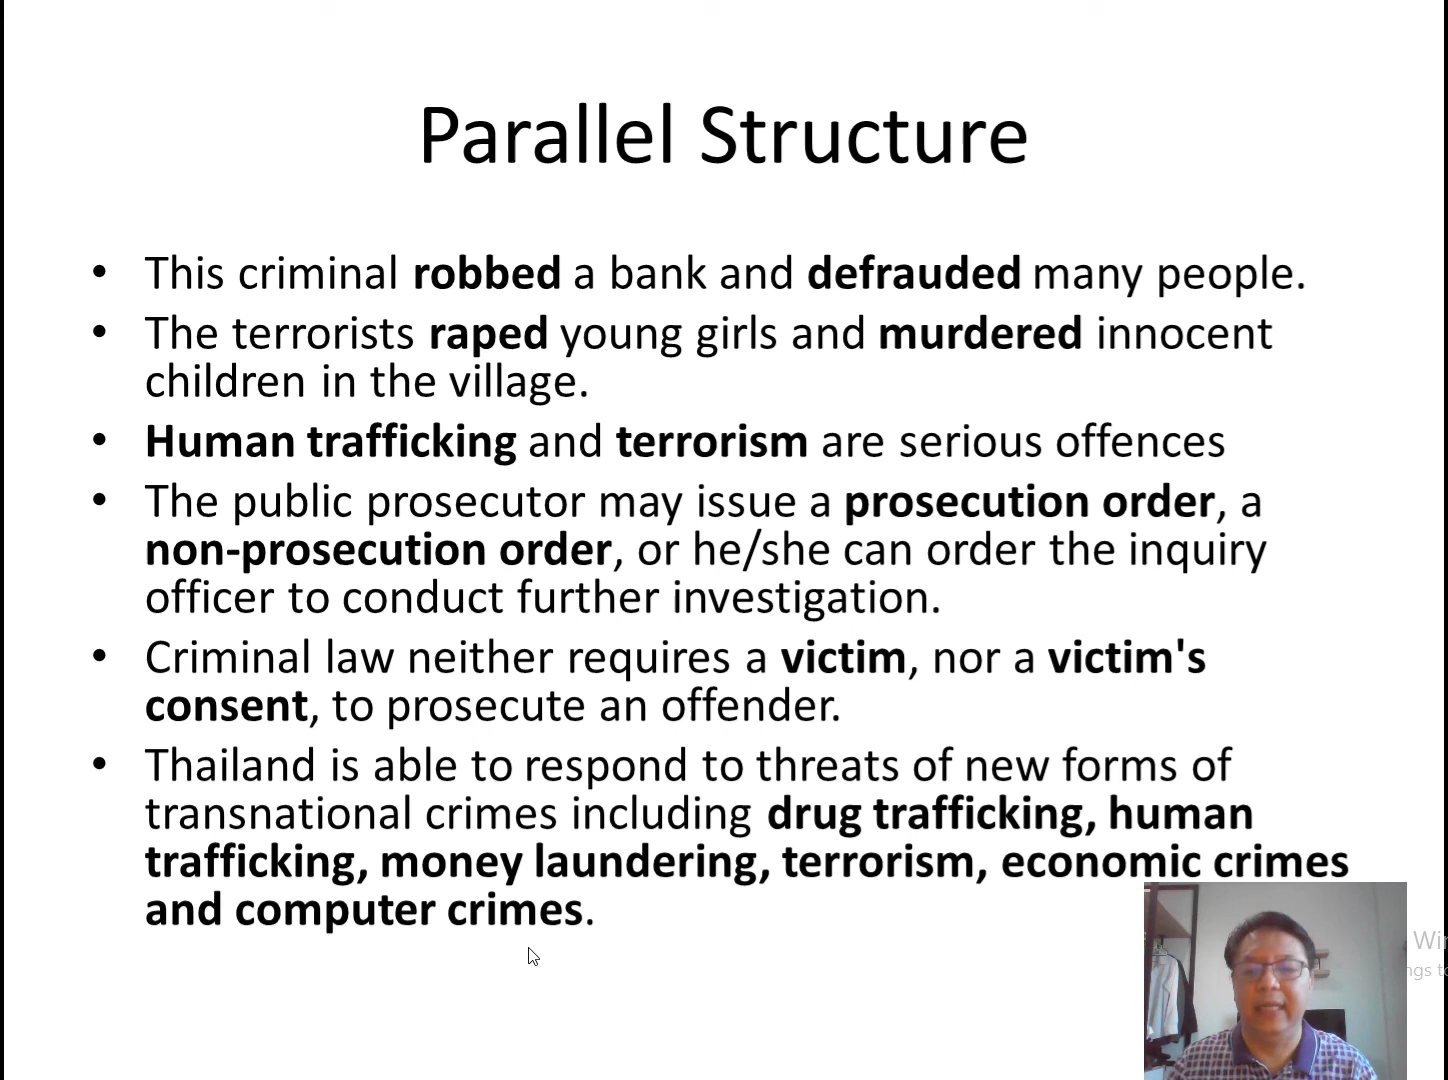 Parallel Structure
• This criminal robbed a bank and defrauded many people.
• The terrorists raped young girls and murdered innocent
children in the village.
• Human trafficking and terrorism are serious offences
• The public prosecutor may issue a prosecution order, a
non-prosecution order, or he/she can order the inquiry
officer to conduct further investigation.
• Criminal law neither requires a victim, nor a victim's
consent, to prosecute an offender.
• Thailand is able to respond to threats of new forms of
transnational crimes including drug trafficking, human
trafficking, money laundering, terrorism, economic crimes
and computer crimes.